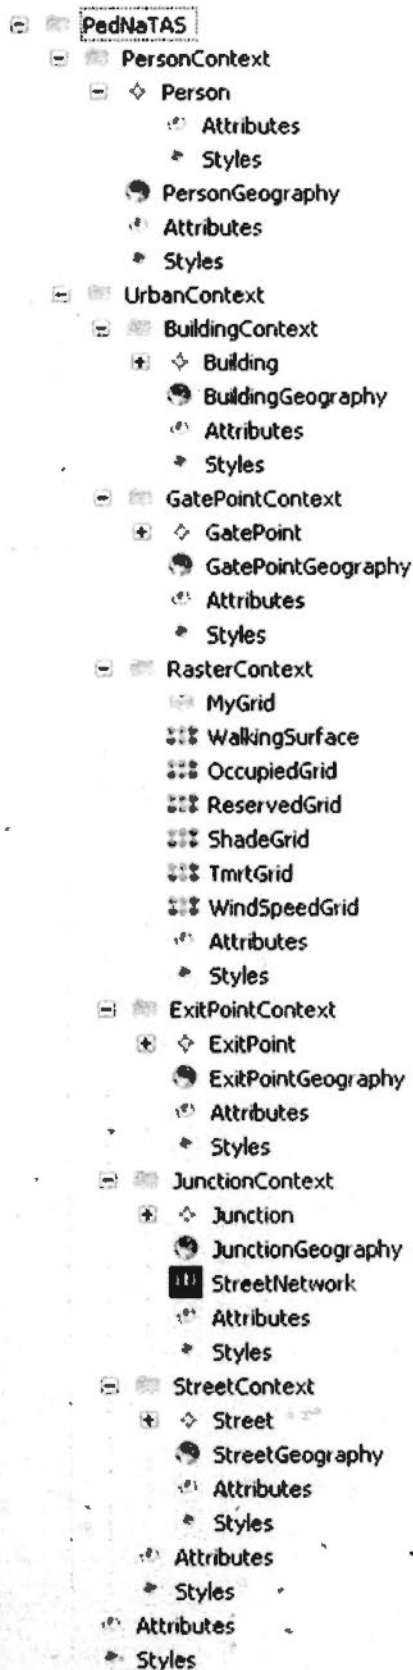 PedNaTAS
PersonContext
Person
Attributes
Styles
PersonGeography
Attributes
Styles
UrbanContext
BuildingContext
Building
BuildingGeography
Attributes
Styles
GatePointContext
GatePoint
GatePointGeography
Attributes
Styles
RasterContext
MyGrid
WalkingSurface
OccupiedGrid
ReservedGrid
ShadeGrid
TmrtGrid
WindSpeedGrid
Attributes
Styles
ExitPointContext
ExitPoint
ExitPointGeography
Attributes
Styles
JunctionContext
Junction
JunctionGeography
StreetNetwork
Attributes
Styles
StreetContext
Street
StreetGeography
Attributes
Styles
Attributes
Styles
Attributes
Styles